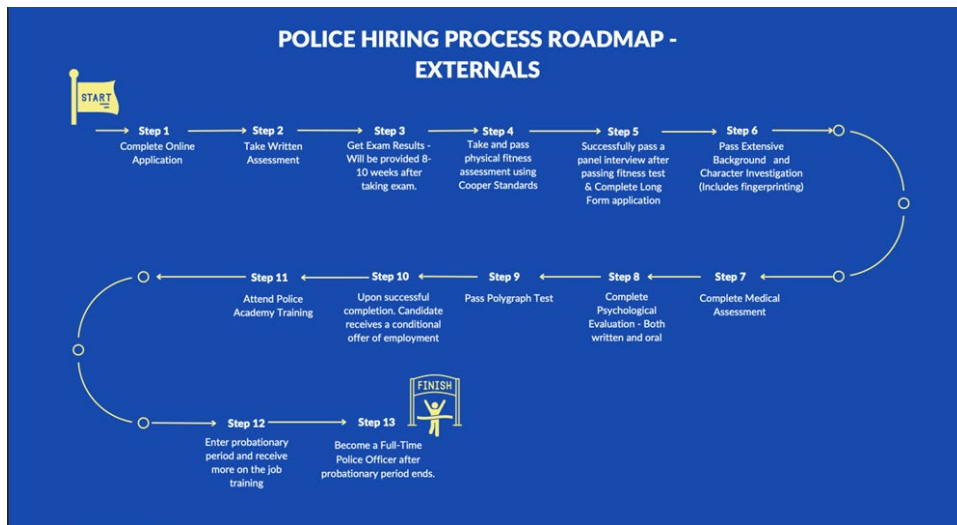 POLICE HIRING PROCESS ROADMAP -
EXTERNALS
START
Step 1
Complete Online
Application
Step 2
Take Written
Assessment
Step 3
Get Exam Results -
Will be provided 8-
10 weeks after
taking exam.
Step 4
Take and pass
physical fitness
assessment using
Cooper Standards
Step 5
Successfully pass a
panel interview after
passing fitness test
& Complete Long
Form application
Step 6
Pass Extensive
Background and
Character Investigation
(Includes fingerprinting)
Step 7
Complete Medical
Assessment
Step 8
Complete
Psychological
Evaluation - Both
written and oral
Step 9
Pass Polygraph Test
Step 10
Upon successful
completion. Candidate
receives a conditional
offer of employment
Step 11
Attend Police
Academy Training
Step 12
Enter probationary
period and receive
more on the job
training
Step 13
Become a Full-Time
Police Officer after
probationary period ends.
FINISH